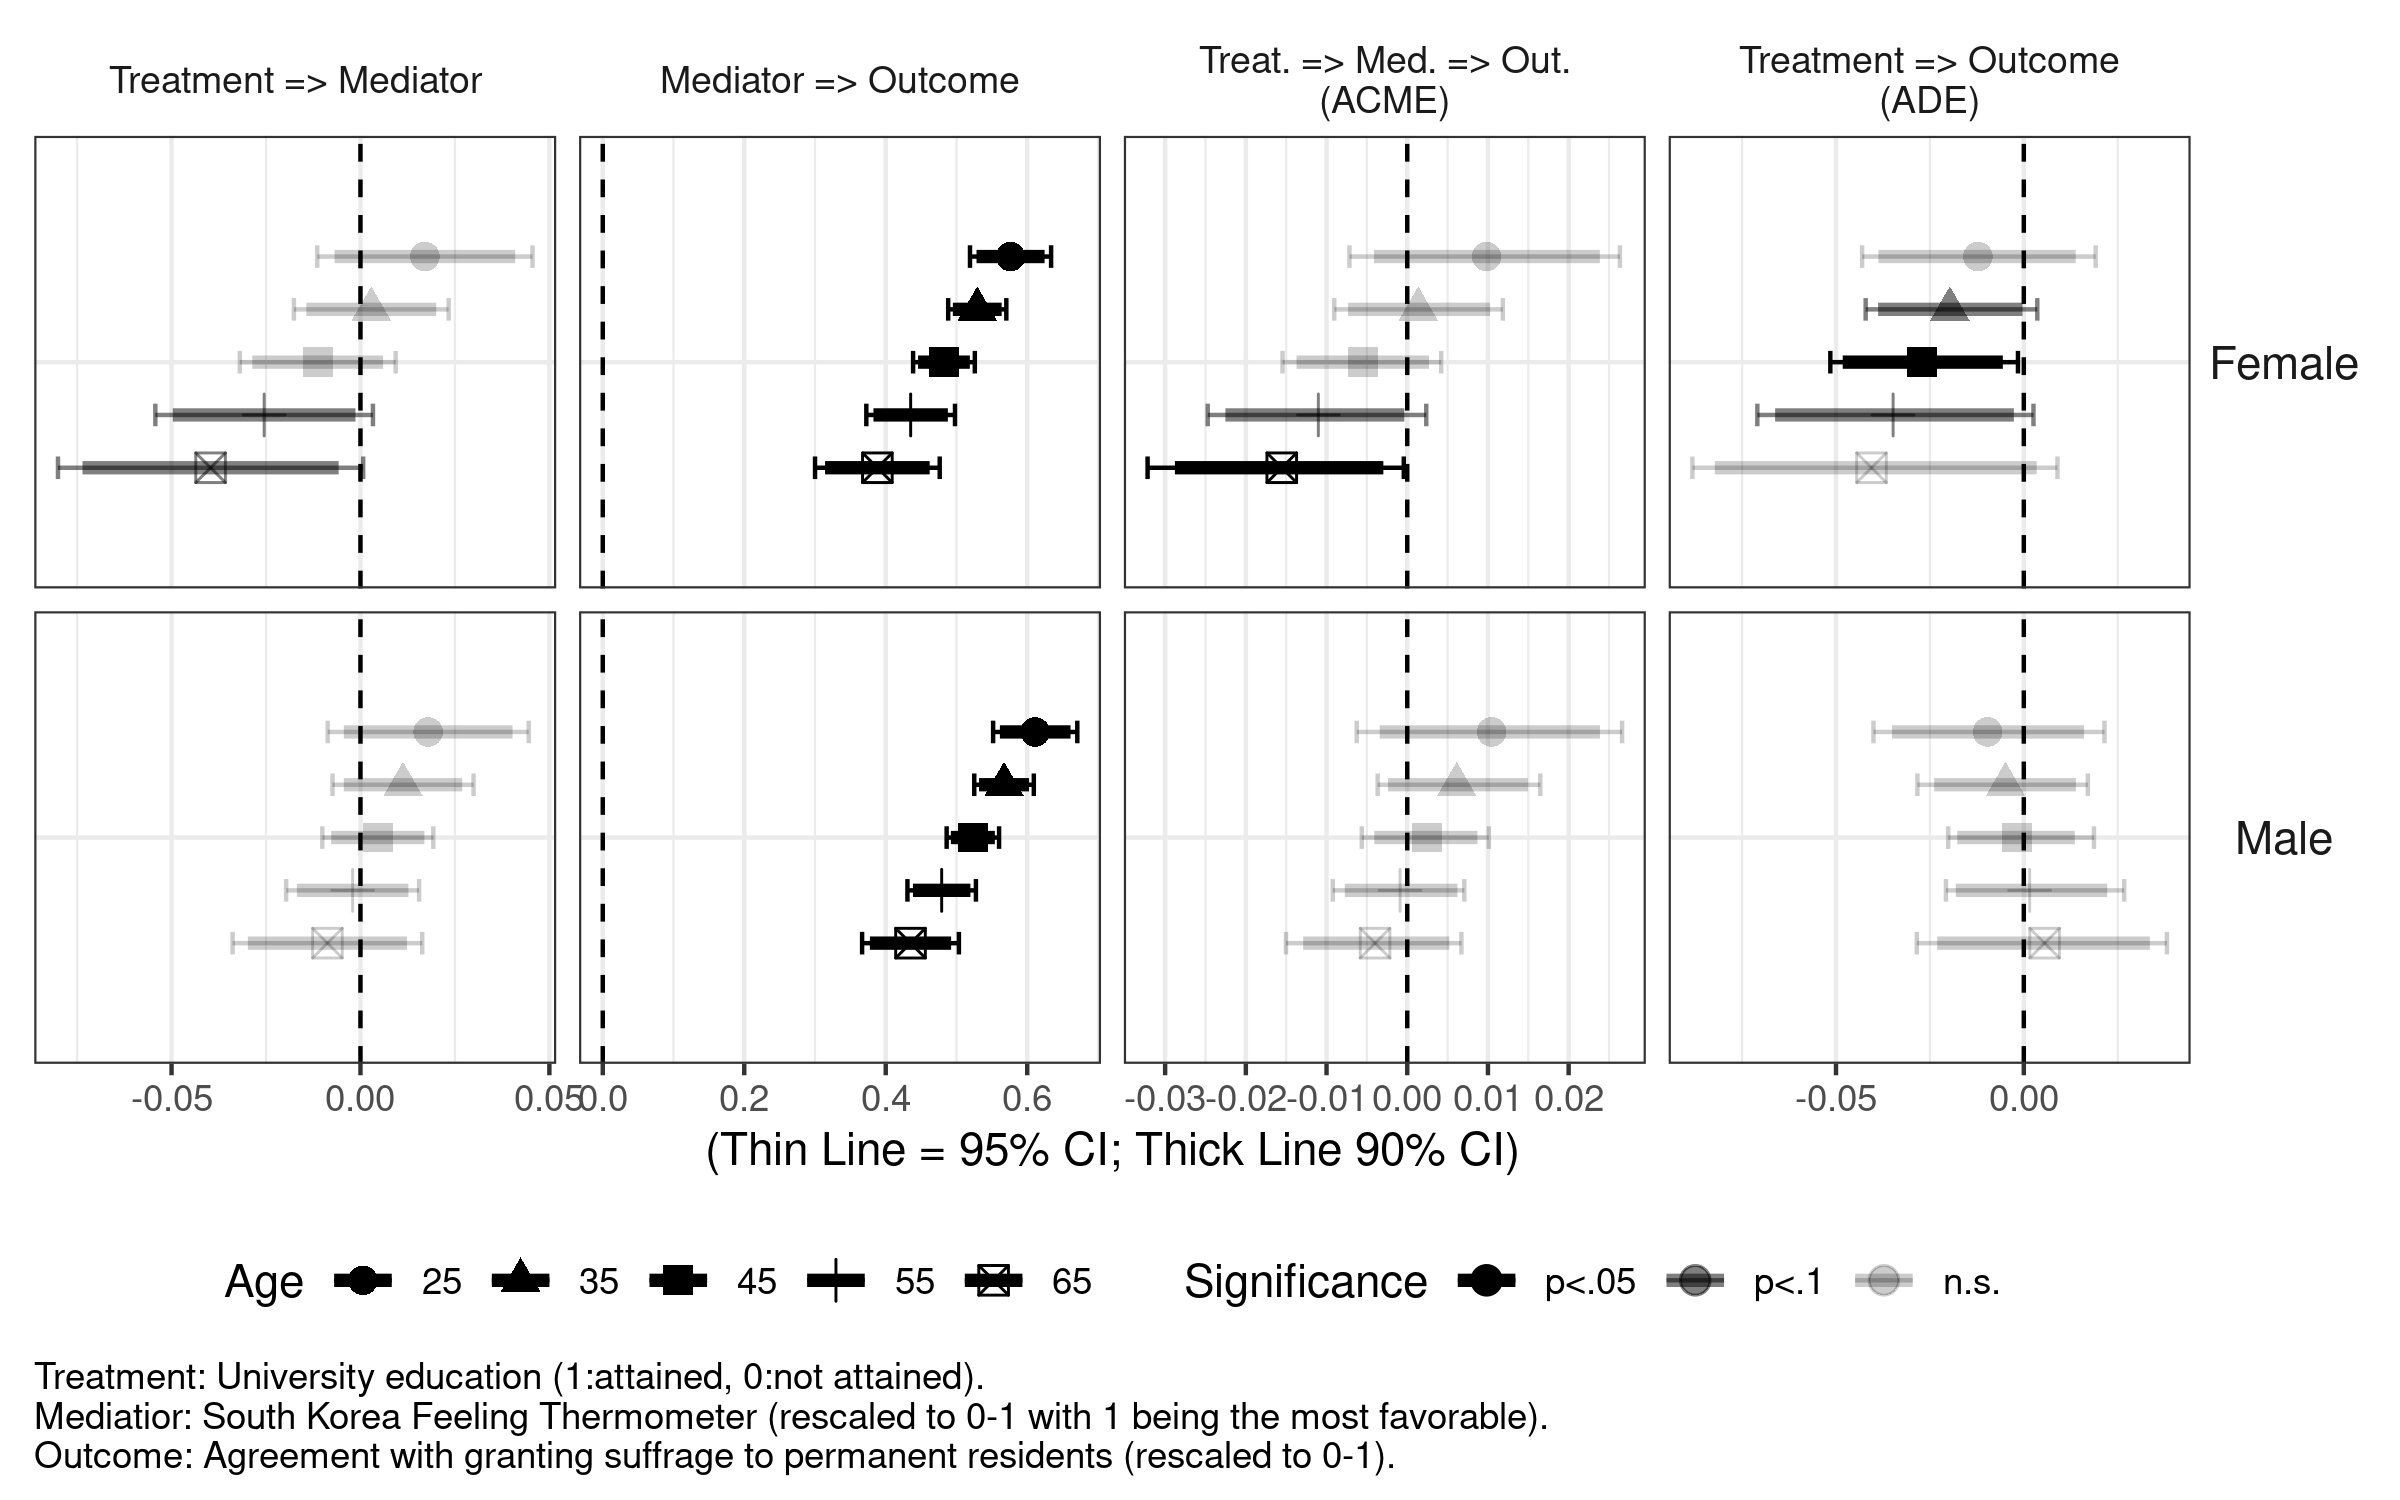 Treatment => Mediator
Mediator => Outcome
Treat. => Med. => Out.
(ACME)
Treatment => Outcome
(ADE)
Female
Male
-0.05 0.00 0.05 0.0 0.2 0.4 0.6 -0.03 -0.02 -0.01 0.00 0.01 0.02 -0.05 0.00
(Thin Line = 95% CI; Thick Line 90% CI)
Age 25 35 45 55 65 Significance p<.05 p<.1 n.s.
Treatment: University education (1:attained, 0:not attained).
Mediatior: South Korea Feeling Thermometer (rescaled to 0-1 with 1 being the most favorable).
Outcome: Agreement with granting suffrage to permanent residents (rescaled to 0-1).